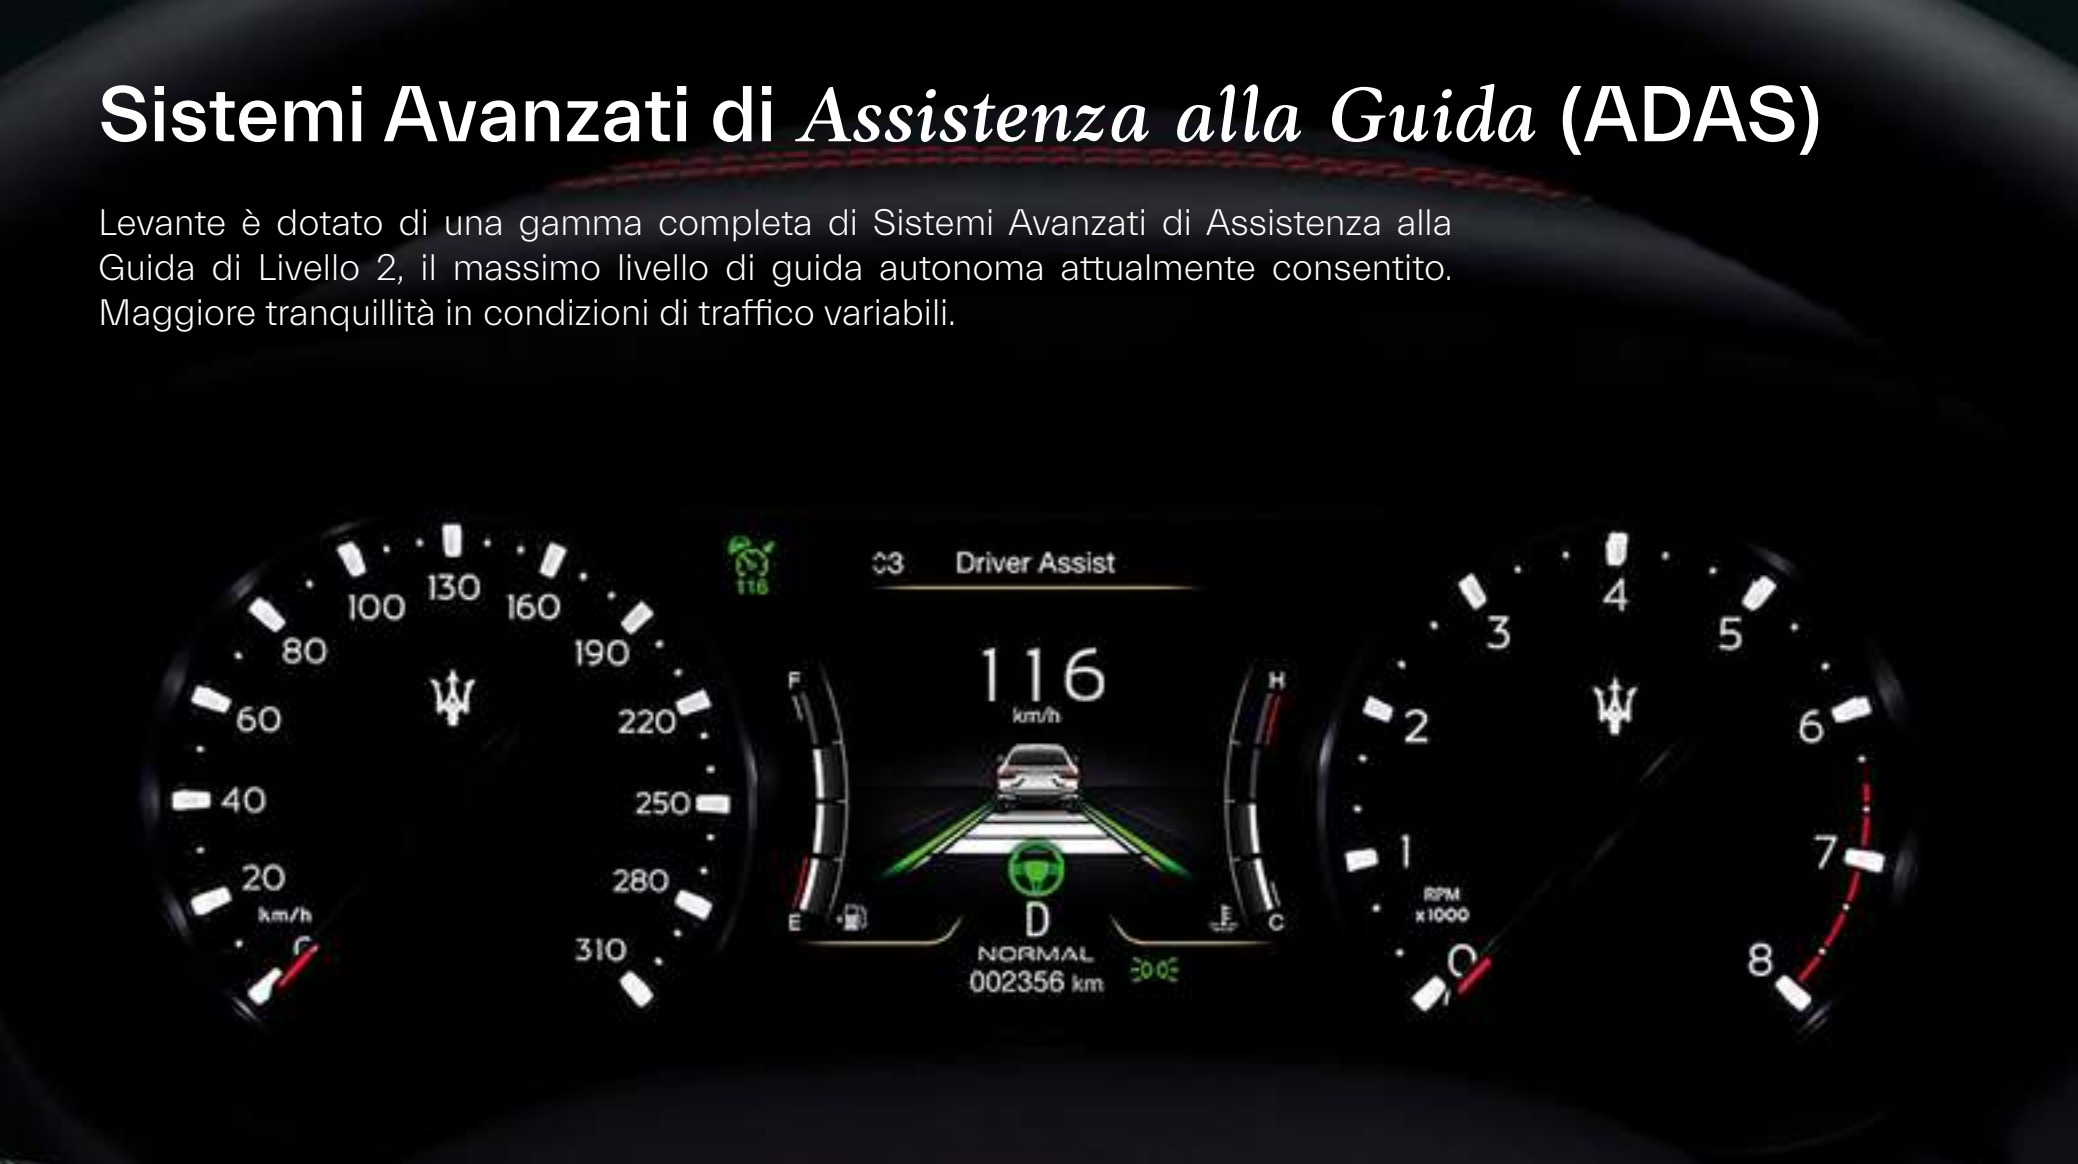 Sistemi Avanzati di Assistenza alla Guida (ADAS)
Levante è dotato di una gamma completa di Sistemi Avanzati di Assistenza alla
Guida di Livello 2, il massimo livello di guida autonoma attualmente consentito.
Maggiore tranquillità in condizioni di traffico variabili.
20
40
60
80
100
130
160
190
220
250
280
310
km/h
116
Driver Assist
116
km/h
F
E
H
C
D
NORMAL
002356 km
0
1
2
3
4
5
6
7
8
RPM
x1000